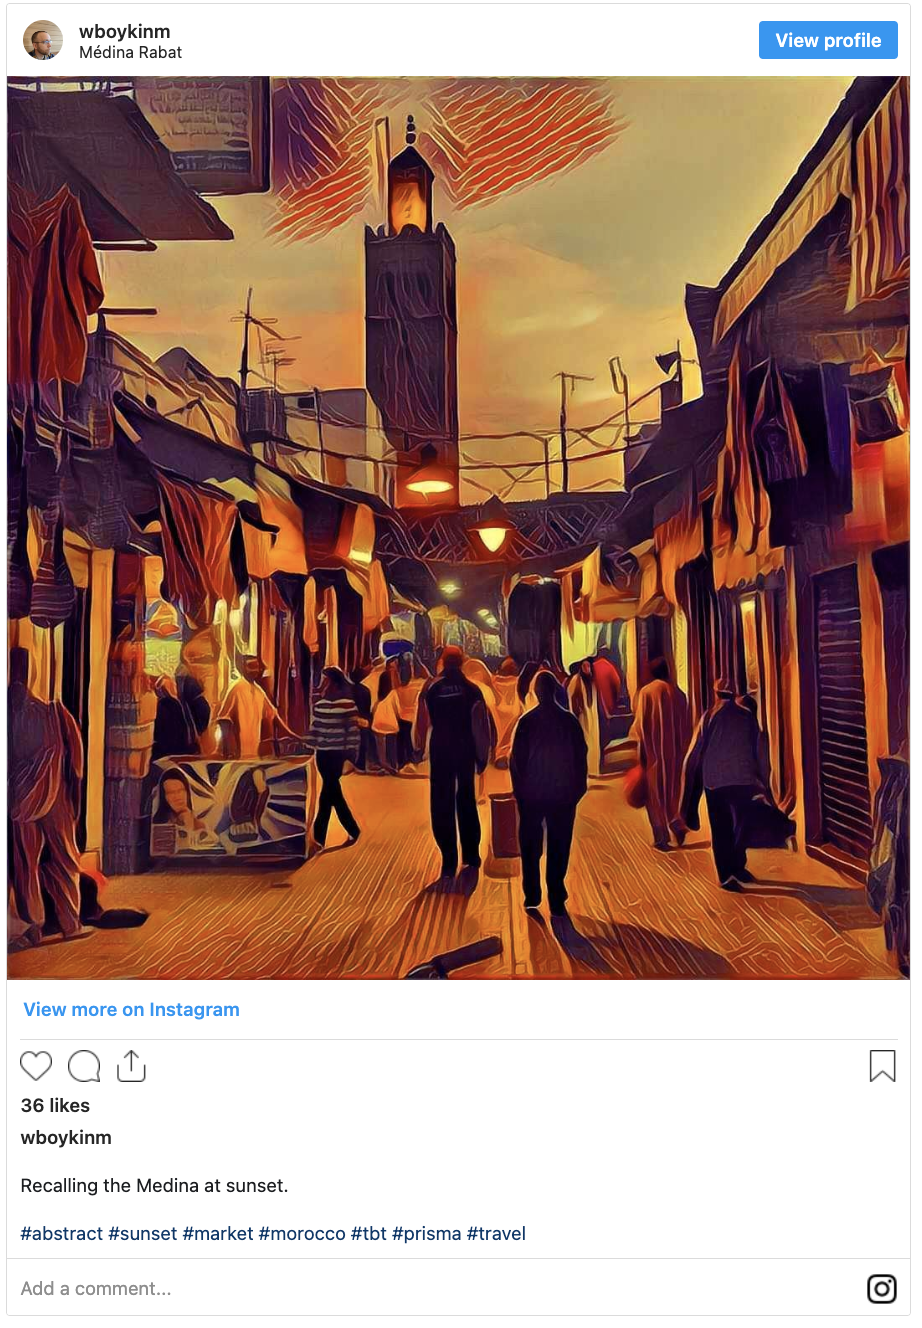 wboykinm
Médina Rabat
View profile
View more on Instagram
36 likes
wboykinm
Recalling the Medina at sunset.
#abstract #sunset #market #morocco #tbt #prisma #travel
Add a comment...